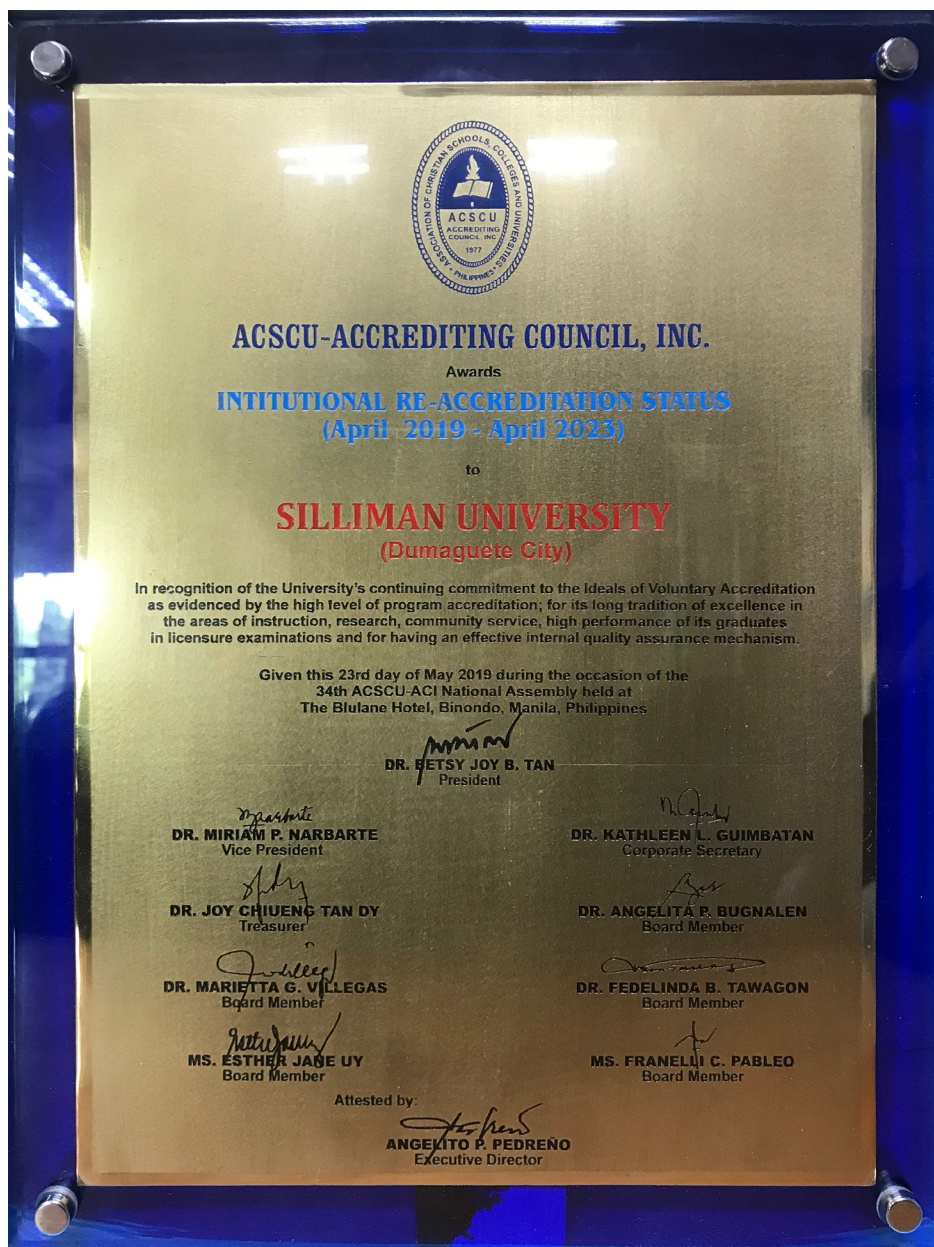 ASSOCIATION OF CHRISTIAN SCHOOLS, COLLEGES AND UNIVERSITIES
• PHILIPPINES •
ACSCU
ACCREDITING
COUNCIL, INC
1977
ACSCU-ACCREDITING COUNCIL, INC.
Awards
INTITUTIONAL RE-ACCREDITATION STATUS
(April 2019 - April 2023)
to
SILLIMAN UNIVERSITY
(Dumaguete City)
In recognition of the University's continuing commitment to the Ideals of Voluntary Accreditation
as evidenced by the high level of program accreditation; for its long tradition of excellence in
the areas of instruction, research, community service, high performance of its graduates
in licensure examinations and for having an effective internal quality assurance mechanism.
Given this 23rd day of May 2019 during the occasion of the
34th ACSCU-ACI National Assembly held at
The Blulane Hotel, Binondo, Manila, Philippines
DR. BETSY JOY B. TAN
President
DR. MIRIAM P. NARBARTE
Vice President
DR. KATHLEEN L. GUIMBATAN
Corporate Secretary
DR. JOY CHIUENG TAN DY
Treasurer
DR. ANGELITA P. BUGNALEN
Board Member
DR. MARIETTA G. VILLEGAS
Board Member
DR. FEDELINDA B. TAWAGON
Board Member
MS. ESTHER JANE UY
Board Member
MS. FRANELLI C. PABLEO
Board Member
Attested by:
ANGELITO P. PEDREÑO
Executive Director